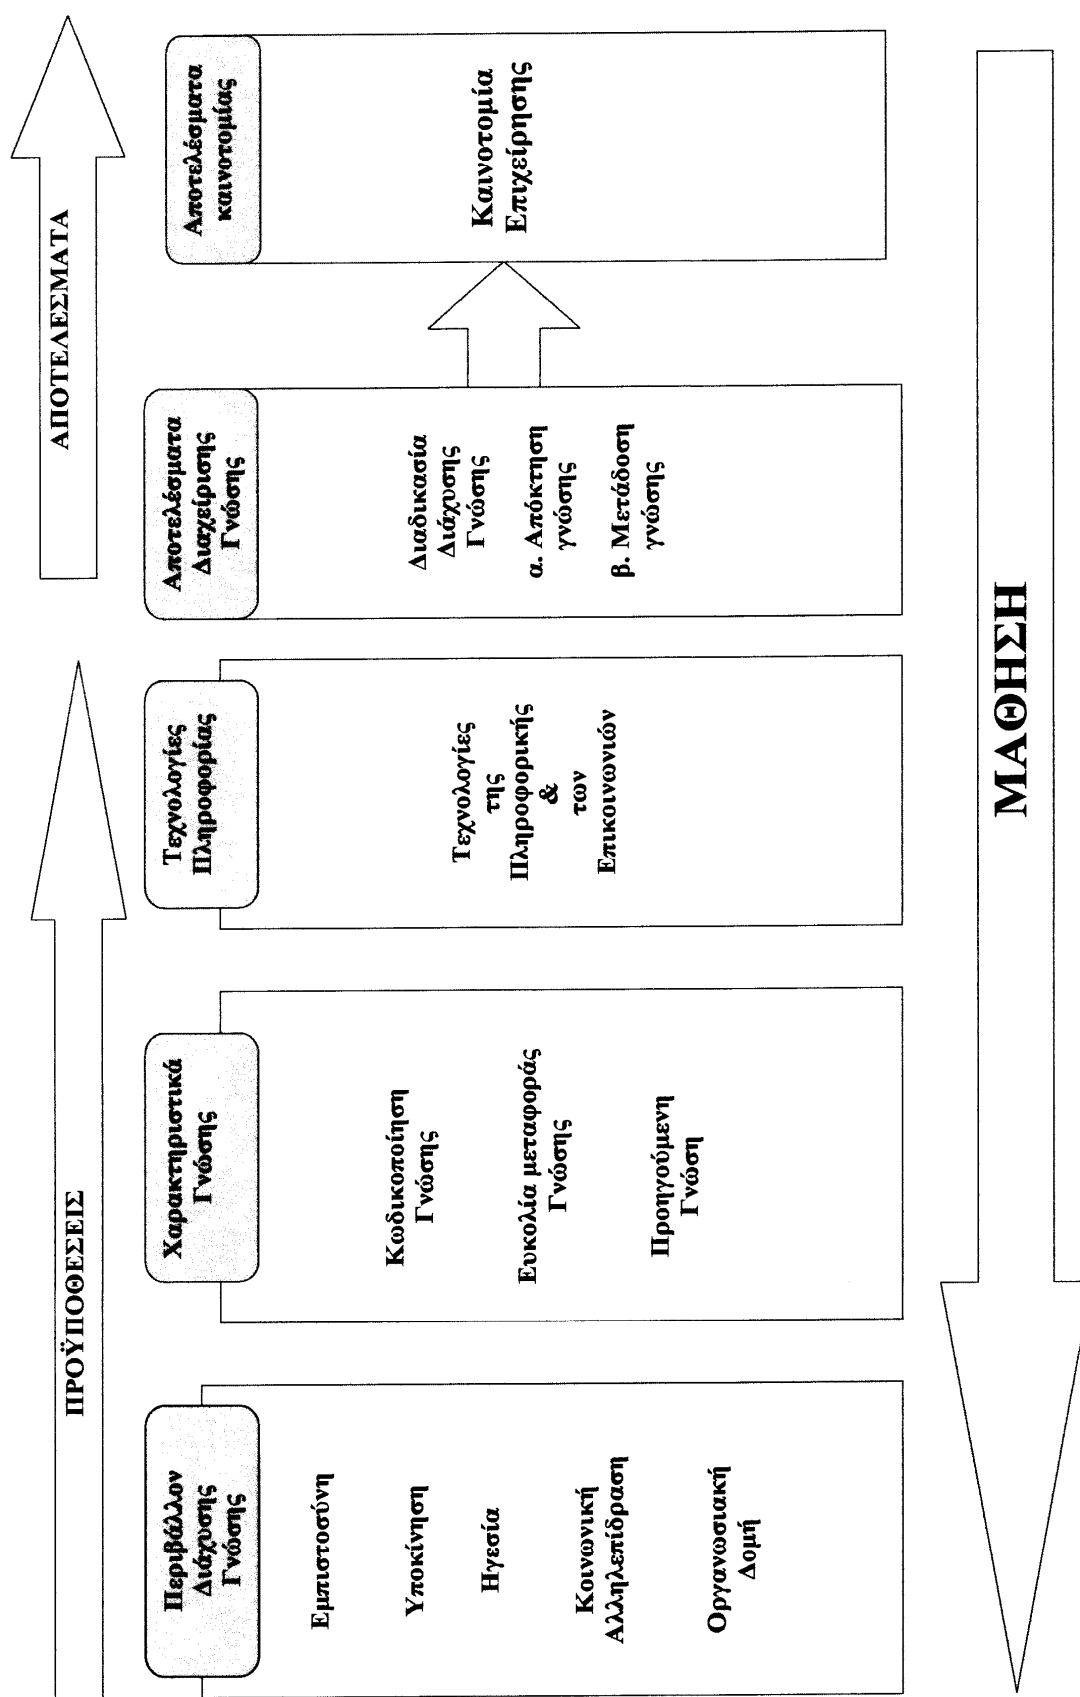 ΠΡΟΫΠΟΘΕΣΕΙΣ
ΑΠΟΤΕΛΕΣΜΑΤΑ
Περιβάλλον
Διάχυσης
Γνώσης
Εμπιστοσύνη
Υποκίνηση
Ηγεσία
Κοινωνική
Αλληλεπίδραση
Οργανωσιακή
Δομή
Χαρακτηριστικά
Γνώσης
Κωδικοποίηση
Γνώσης
Ευκολία μεταφοράς
Γνώσης
Προηγούμενη
Γνώση
Τεχνολογίες
Πληροφορίας
Τεχνολογίες
της
Πληροφορικής
&
των
Επικοινωνιών
Αποτελέσματα
Διαχείρισης
Γνώσης
Διαδικασία
Διάχυσης
Γνώσης
α. Απόκτηση
γνώσης
β. Μετάδοση
γνώσης
Αποτελέσματα
καινοτομίας
Καινοτομία
Επιχείρησης
ΜΑΘΗΣΗ